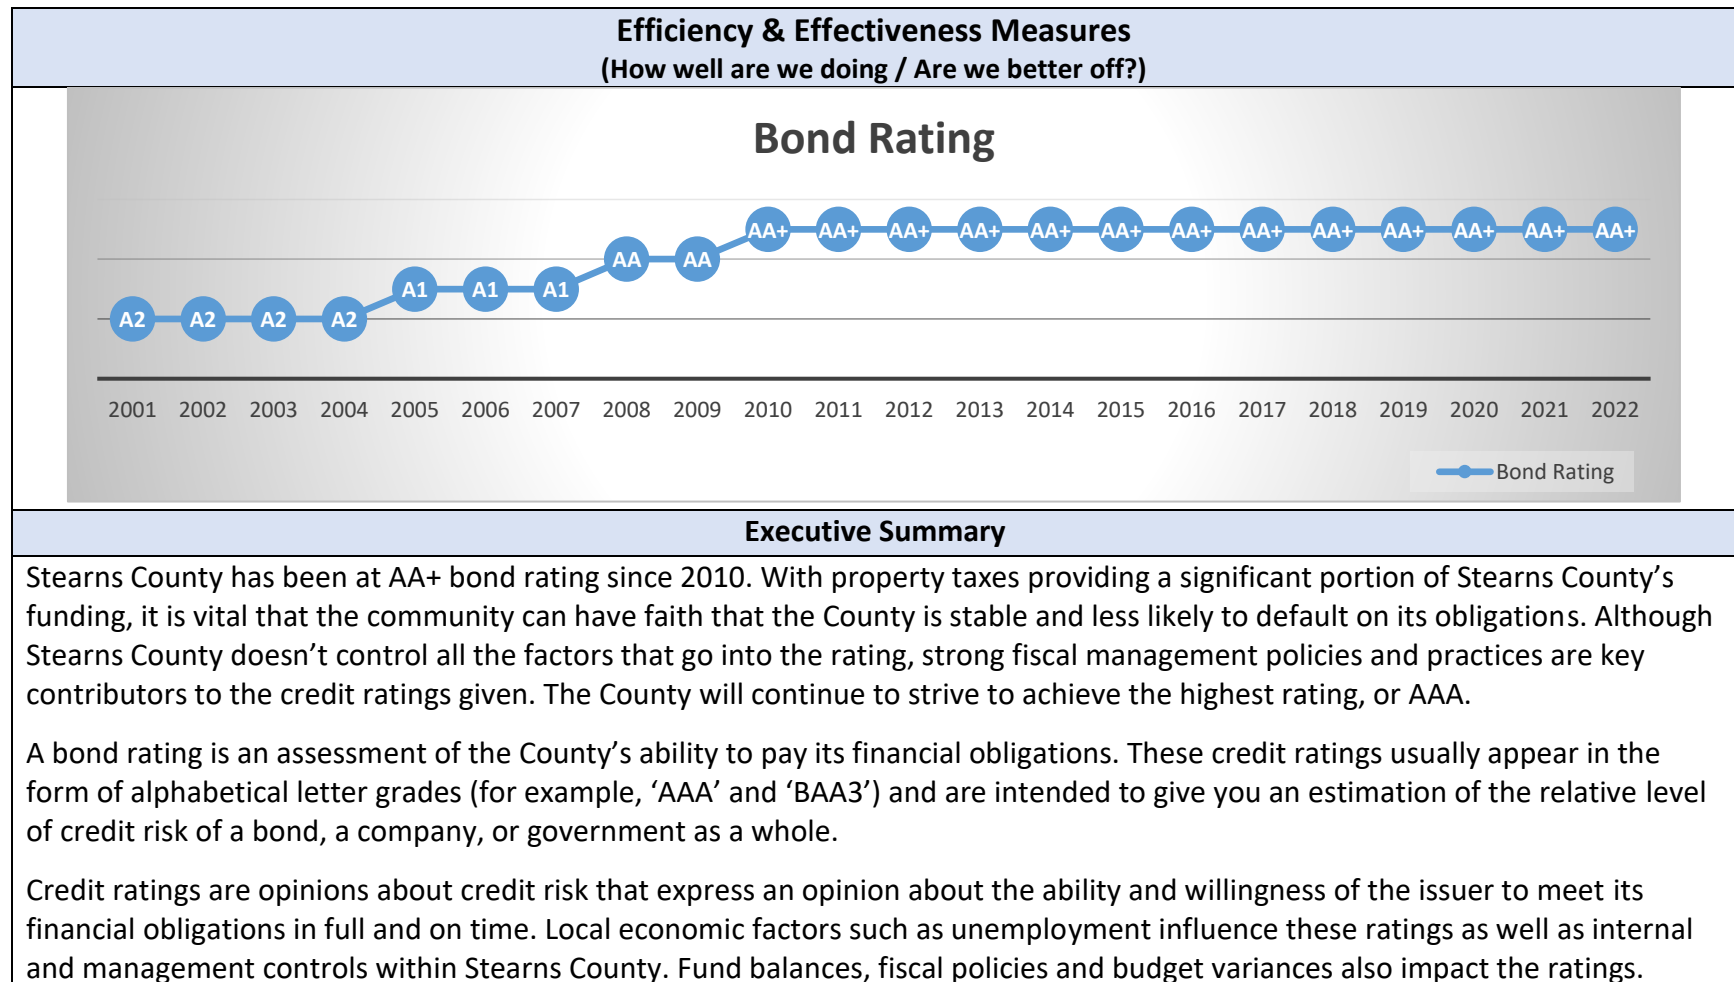 Efficiency & Effectiveness Measures
(How well are we doing / Are we better off?)
Bond Rating
A2 A2 A2 A2 A1 A1 A1 AA AA AA+ AA+ AA+ AA+ AA+ AA+ AA+ AA+ AA+ AA+ AA+ AA+ AA+
2001 2002 2003 2004 2005 2006 2007 2008 2009 2010 2011 2012 2013 2014 2015 2016 2017 2018 2019 2020 2021 2022
Bond Rating
Executive Summary
Stearns County has been at AA+ bond rating since 2010. With property taxes providing a significant portion of Stearns County’s
funding, it is vital that the community can have faith that the County is stable and less likely to default on its obligations. Although
Stearns County doesn’t control all the factors that go into the rating, strong fiscal management policies and practices are key
contributors to the credit ratings given. The County will continue to strive to achieve the highest rating, or AAA.
A bond rating is an assessment of the County’s ability to pay its financial obligations. These credit ratings usually appear in the
form of alphabetical letter grades (for example, ‘AAA’ and ‘BAA3’) and are intended to give you an estimation of the relative level
of credit risk of a bond, a company, or government as a whole.
Credit ratings are opinions about credit risk that express an opinion about the ability and willingness of the issuer to meet its
financial obligations in full and on time. Local economic factors such as unemployment influence these ratings as well as internal
and management controls within Stearns County. Fund balances, fiscal policies and budget variances also impact the ratings.